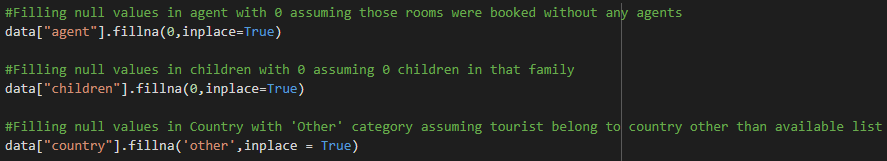 #Filling null values in agent with 0 assuming those rooms were booked without any agents
data["agent"].fillna(0,inplace=True)
#Filling null values in children with 0 assuming 0 children in that family
data["children"].fillna(0,inplace=True)
#Filling null values in Country with 'Other' category assuming tourist belong to country other than available list
data["country"].fillna('other',inplace = True)